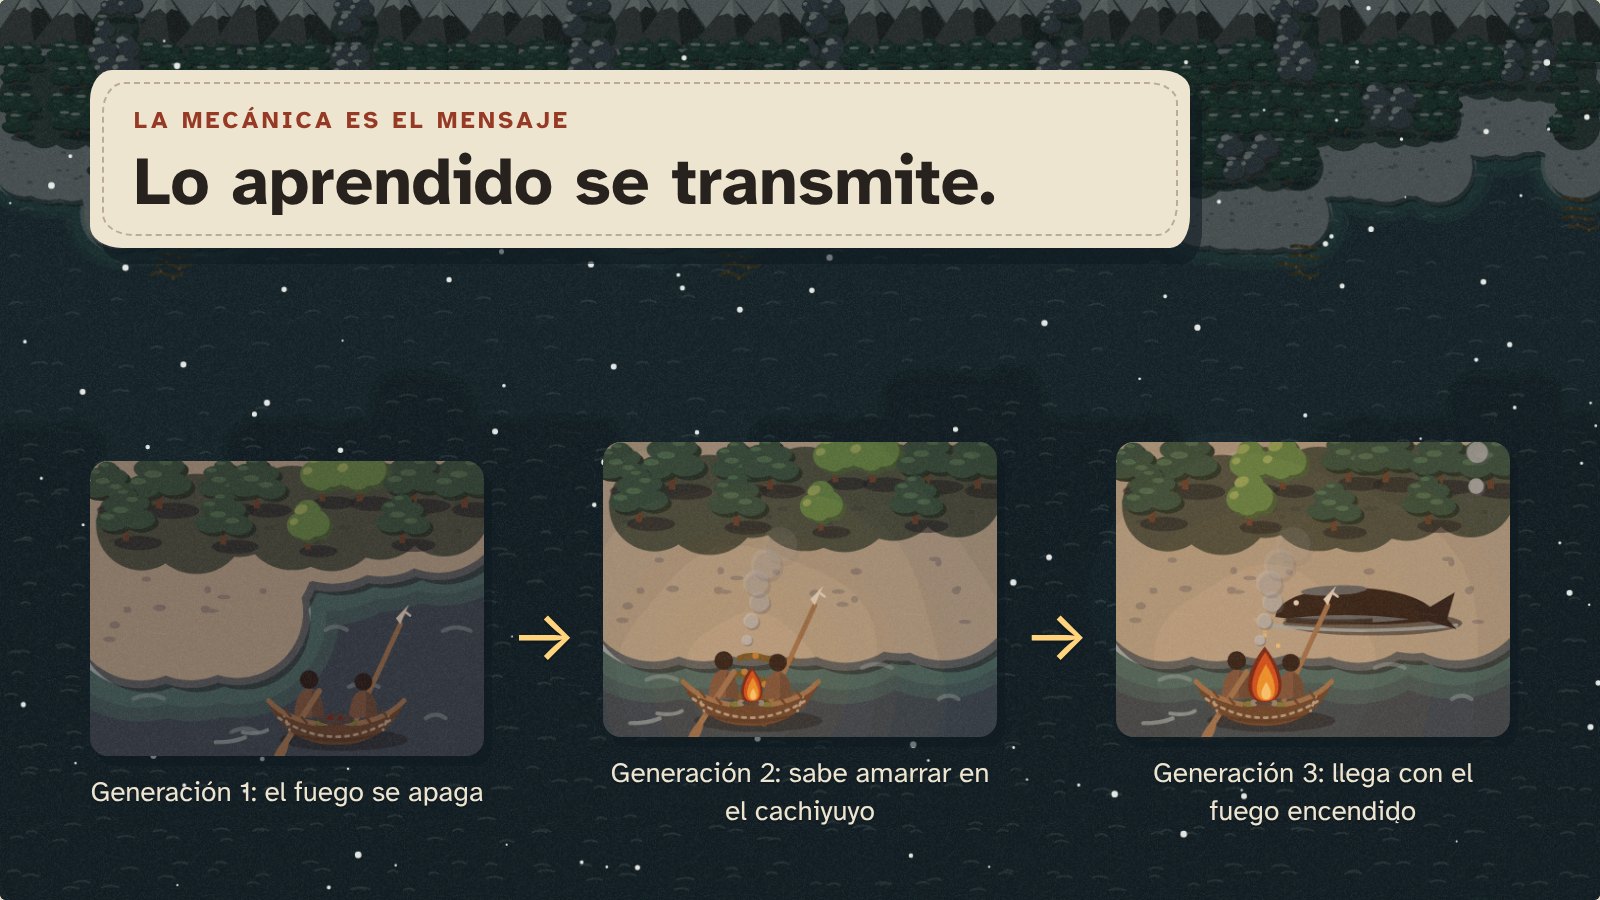 LA MECÁNICA ES EL MENSAJE
Lo aprendido se transmite.
Generación 1: el fuego se apaga
Generación 2: sabe amarrar en
el cachiyuyo
Generación 3: llega con el
fuego encendido